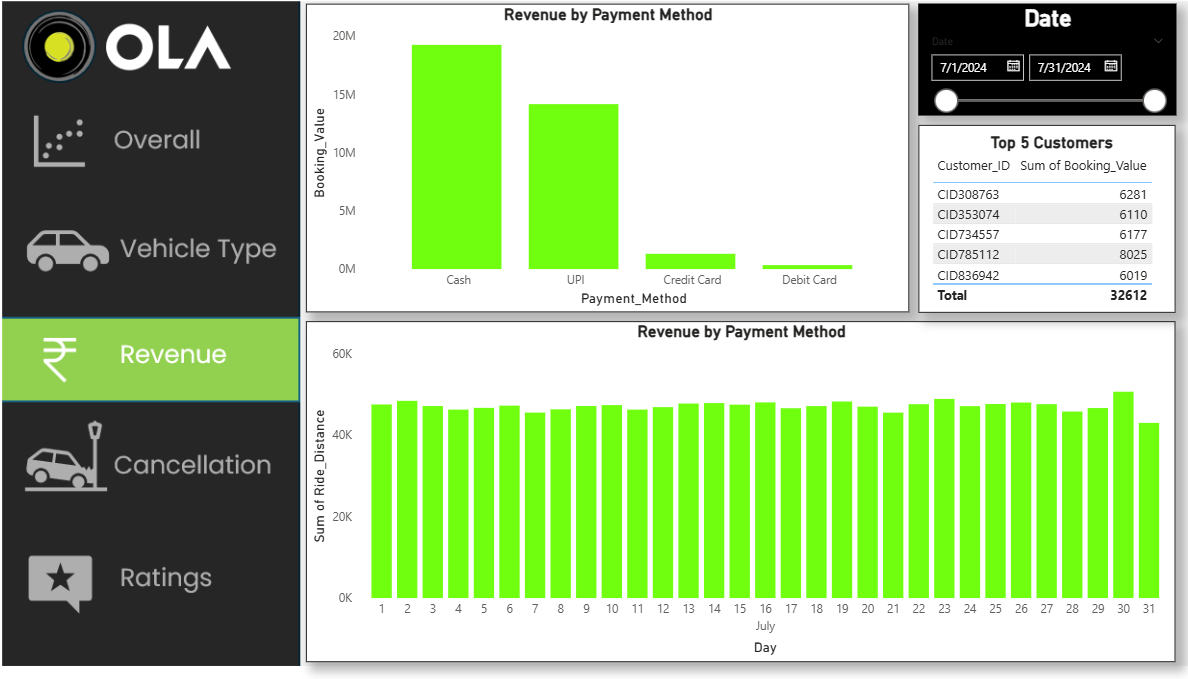 OLA
Overall
Vehicle Type
Revenue
Cancellation
Ratings
Revenue by Payment Method
20M
15M
10M
5M
0M
Booking_Value
Cash UPI Credit Card Debit Card
Payment_Method
Date
Date
7/1/2024 7/31/2024
Top 5 Customers
Customer_ID Sum of Booking_Value
CID308763 6281
CID353074 6110
CID734557 6177
CID785112 8025
CID836942 6019
Total 32612
Revenue by Payment Method
60K
40K
20K
0K
Sum of Ride_Distance
1 2 3 4 5 6 7 8 9 10 11 12 13 14 15 16 17 18 19 20 21 22 23 24 25 26 27 28 29 30 31
July
Day